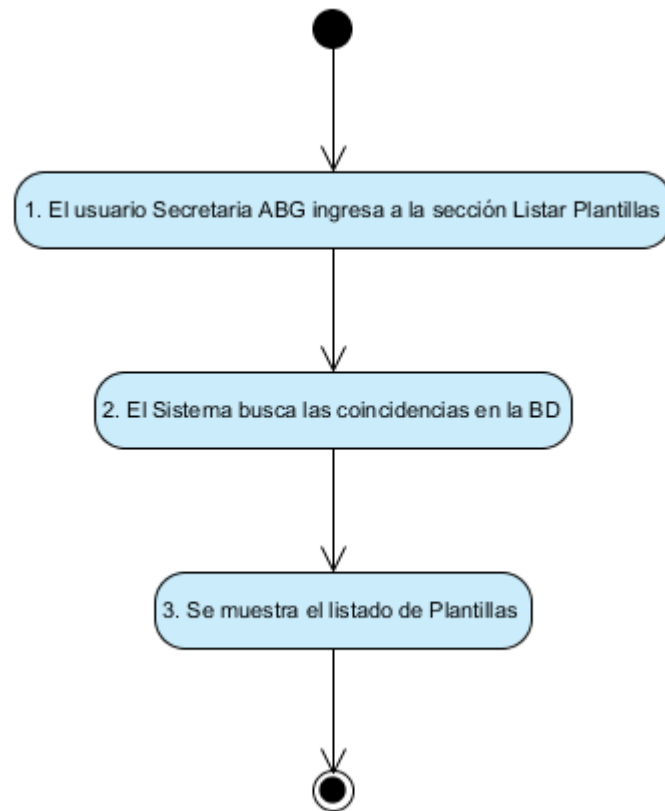 1. El usuario Secretaria ABG ingresa a la sección Listar Plantillas
2. El Sistema busca las coincidencias en la BD
3. Se muestra el listado de Plantillas